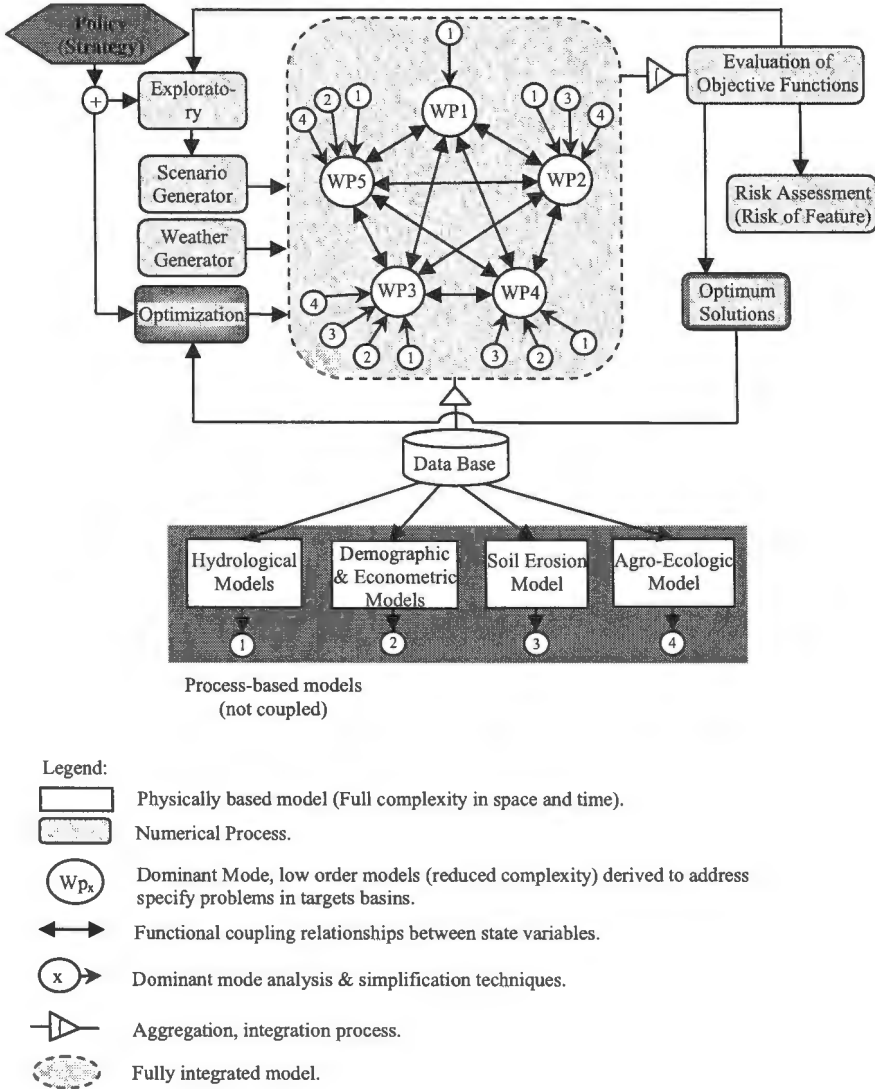 Policy
(Strategy)
+
Explorato-
ry
Scenario
Generator
Weather
Generator
Optimization
1
WP1
4
2
1
WP5
1
3
4
WP2
WP3
4
3
2
1
WP4
3
2
1
Evaluation of
Objective Functions
Risk Assessment
(Risk of Feature)
Optimum
Solutions
Data Base
Hydrological
Models
Demographic
& Econometric
Models
Soil Erosion
Model
Agro-Ecologic
Model
1
2
3
4
Process-based models
(not coupled)
Legend:
Physically based model (Full complexity in space and time).
Numerical Process.
Wpx
Dominant Mode, low order models (reduced complexity) derived to address
specify problems in targets basins.
Functional coupling relationships between state variables.
x
Dominant mode analysis & simplification techniques.
Aggregation, integration process.
Fully integrated model.